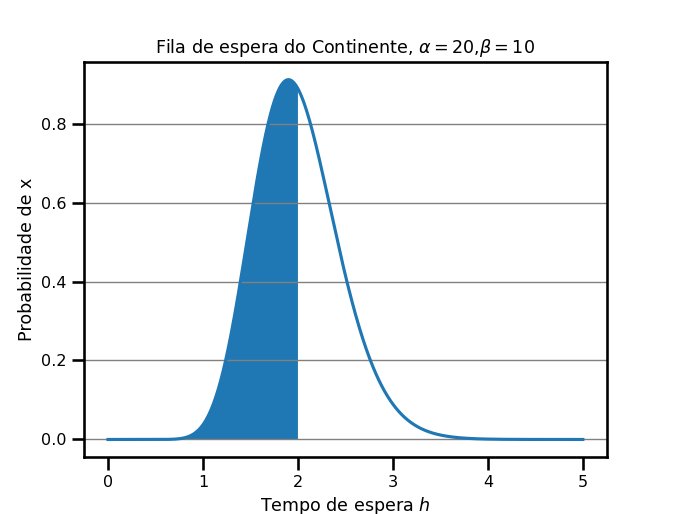 Fila de espera do Continente, α = 20,β = 10
Probabilidade de x
0.8
0.6
0.4
0.2
0.0
0 1 2 3 4 5
Tempo de espera h